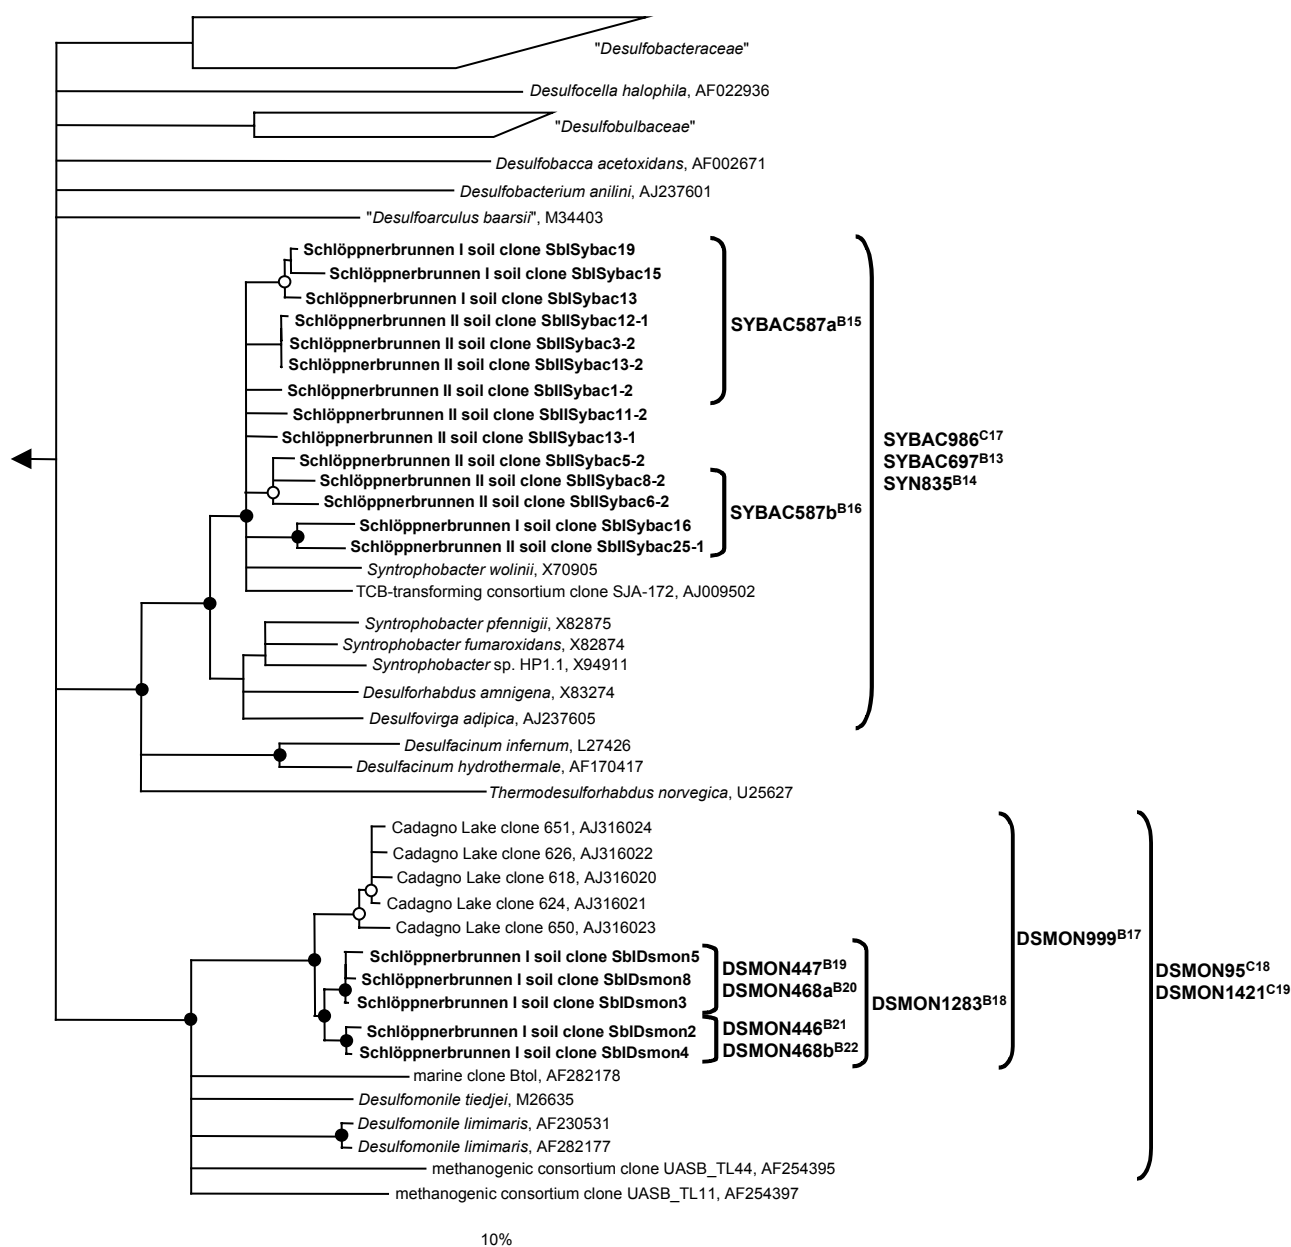 "Desulfobacteraceae"
Desulfocella halophila, AF022936
"Desulfobulbaceae"
Desulfobacca acetoxidans, AF002671
Desulfobacterium anilini, AJ237601
"Desulfoarculus baarsii", M34403
Schlöppnerbrunnen I soil clone SbISybac19
Schlöppnerbrunnen I soil clone SbISybac15
Schlöppnerbrunnen I soil clone SbISybac13
Schlöppnerbrunnen II soil clone SbIISybac12-1
Schlöppnerbrunnen II soil clone SbIISybac3-2
Schlöppnerbrunnen II soil clone SbIISybac13-2
Schlöppnerbrunnen II soil clone SbIISybac1-2
SYBAC587aB15
Schlöppnerbrunnen II soil clone SbIISybac11-2
Schlöppnerbrunnen II soil clone SbIISybac13-1
Schlöppnerbrunnen II soil clone SbIISybac5-2
Schlöppnerbrunnen II soil clone SbIISybac8-2
Schlöppnerbrunnen II soil clone SbIISybac6-2
Schlöppnerbrunnen I soil clone SbISybac16
Schlöppnerbrunnen II soil clone SbIISybac25-1
SYBAC587bB16
Syntrophobacter wolinii, X70905
TCB-transforming consortium clone SJA-172, AJ009502
Syntrophobacter pfennigii, X82875
Syntrophobacter fumaroxidans, X82874
Syntrophobacter sp. HP1.1, X94911
Desulforhabdus amnigena, X83274
Desulfovirga adipica, AJ237605
SYBAC986C17
SYBAC697B13
SYN835B14
Desulfacinum infernum, L27426
Desulfacinum hydrothermale, AF170417
Thermodesulforhabdus norvegica, U25627
Cadagno Lake clone 651, AJ316024
Cadagno Lake clone 626, AJ316022
Cadagno Lake clone 618, AJ316020
Cadagno Lake clone 624, AJ316021
Cadagno Lake clone 650, AJ316023
Schlöppnerbrunnen I soil clone SbIDsmon5
Schlöppnerbrunnen I soil clone SbIDsmon8
Schlöppnerbrunnen I soil clone SbIDsmon3
DSMON447B19
DSMON468aB20
Schlöppnerbrunnen I soil clone SbIDsmon2
Schlöppnerbrunnen I soil clone SbIDsmon4
DSMON446B21
DSMON468bB22
DSMON1283B18
DSMON999B17
marine clone Btol, AF282178
Desulfomonile tiedjei, M26635
Desulfomonile limimaris, AF230531
Desulfomonile limimaris, AF282177
methanogenic consortium clone UASB_TL44, AF254395
methanogenic consortium clone UASB_TL11, AF254397
DSMON95C18
DSMON1421C19
10%